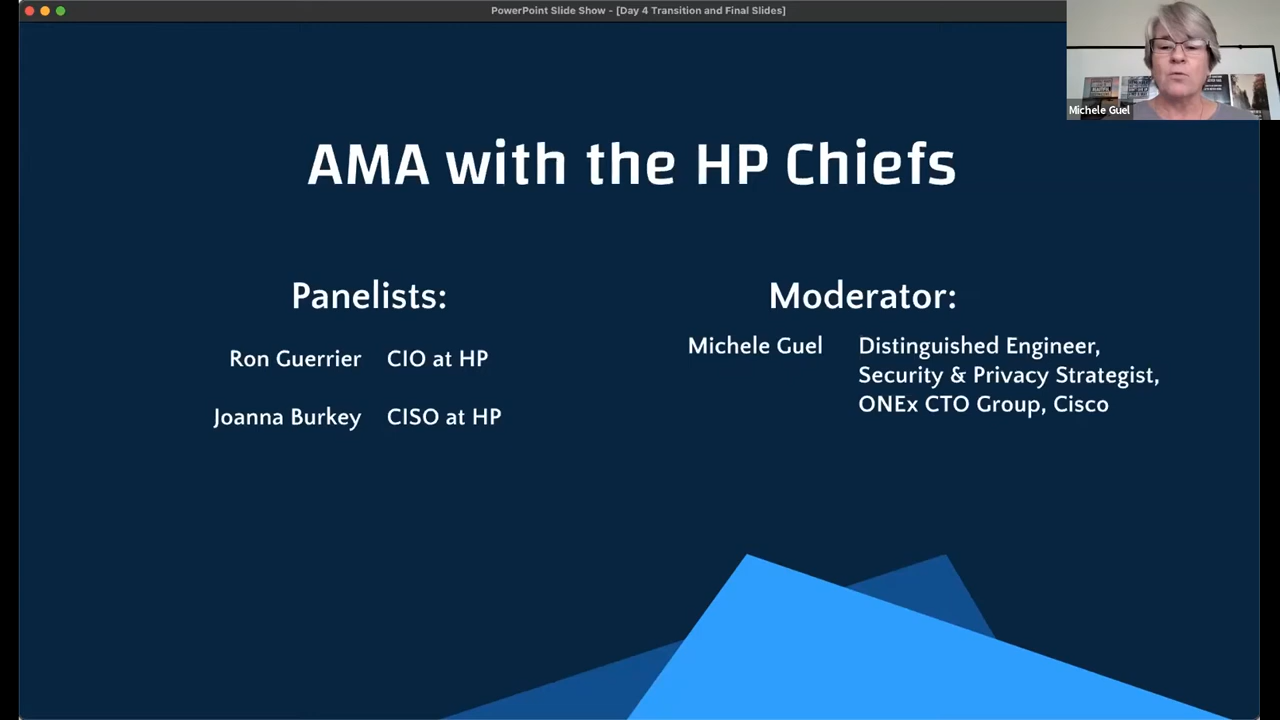 PowerPoint Slide Show - [Day 4 Transition and Final Slides]
Michele Guel
AMA with the HP Chiefs
Panelists:
Ron Guerrier CIO at HP
Joanna Burkey CISO at HP
Moderator:
Michele Guel Distinguished Engineer,
Security & Privacy Strategist,
ONEx CTO Group, Cisco